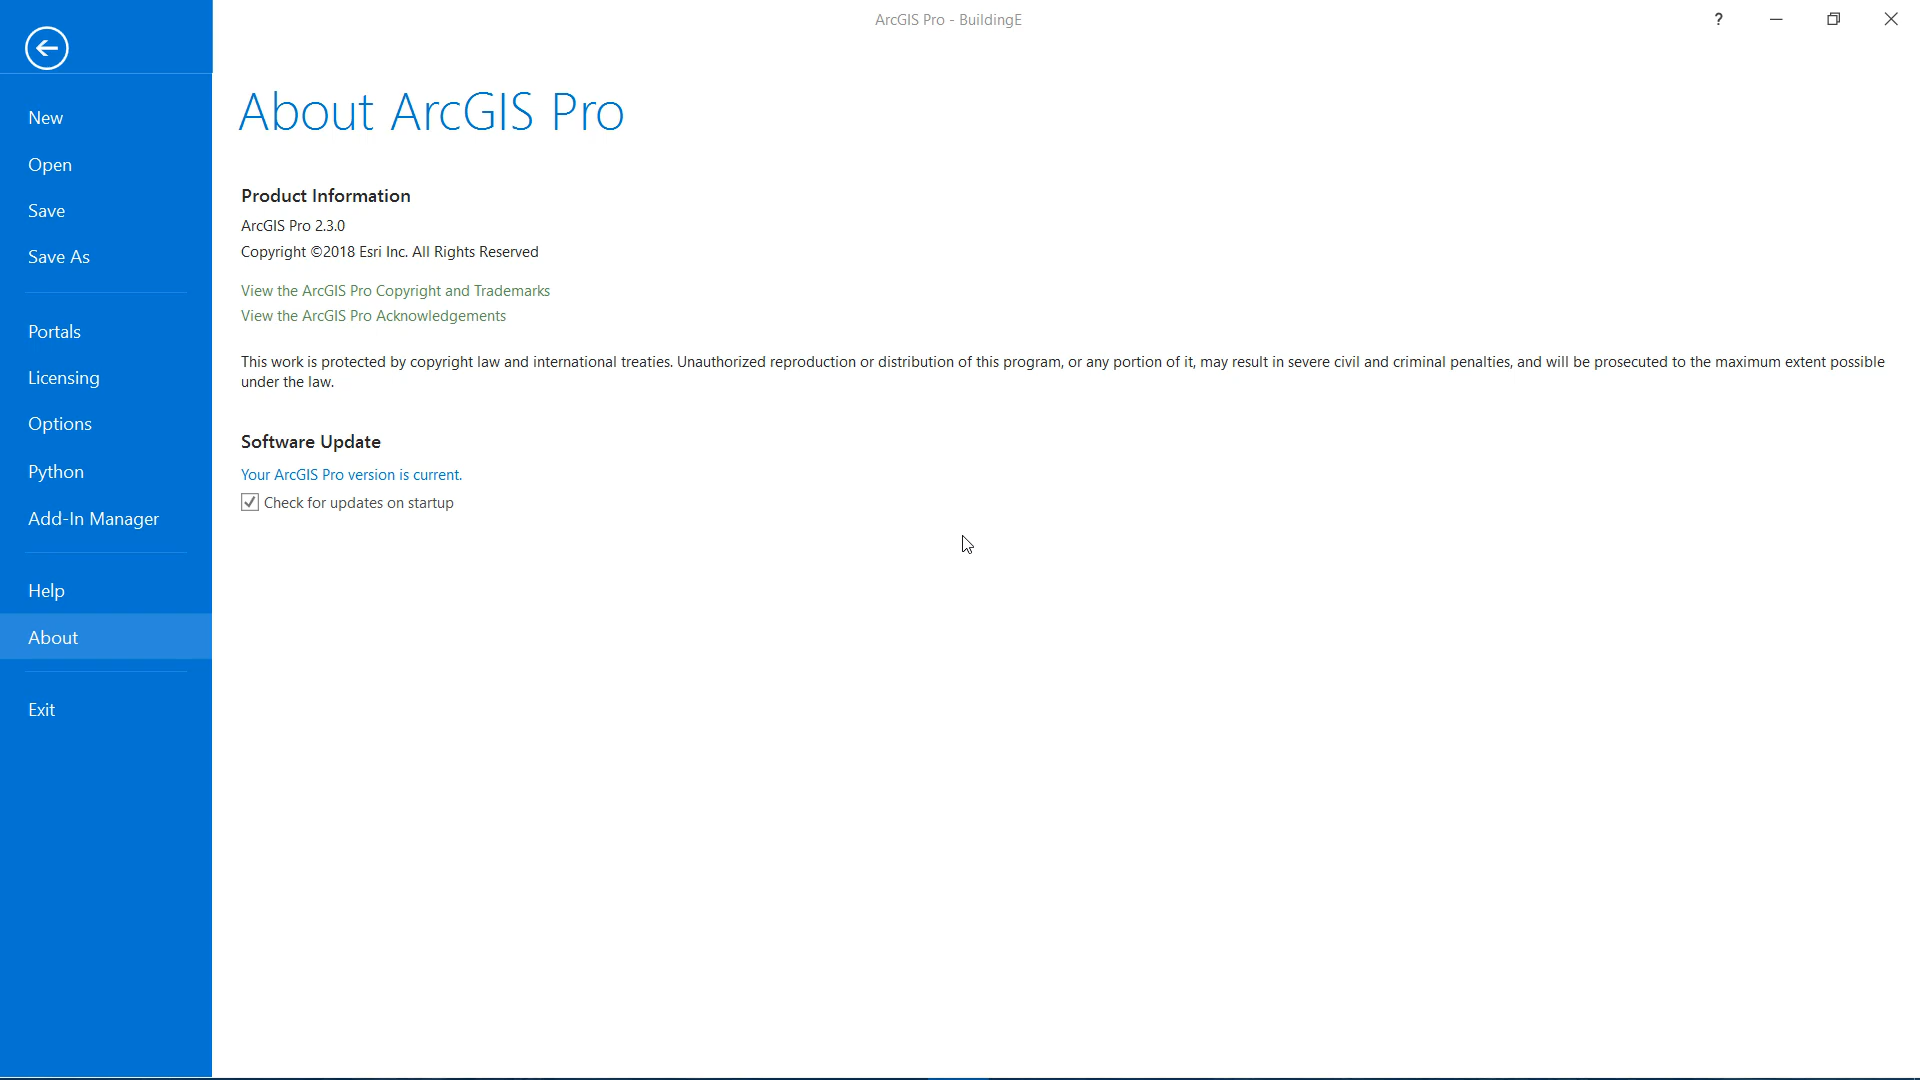 ArcGIS Pro - BuildingE
?
New
Open
Save
Save As
Portals
Licensing
Options
Python
Add-In Manager
Help
About
Exit
About ArcGIS Pro
Product Information
ArcGIS Pro 2.3.0
Copyright ©2018 Esri Inc. All Rights Reserved
View the ArcGIS Pro Copyright and Trademarks
View the ArcGIS Pro Acknowledgements
This work is protected by copyright law and international treaties. Unauthorized reproduction or distribution of this program, or any portion of it, may result in severe civil and criminal penalties, and will be prosecuted to the maximum extent possible
under the law.
Software Update
Your ArcGIS Pro version is current.
Check for updates on startup